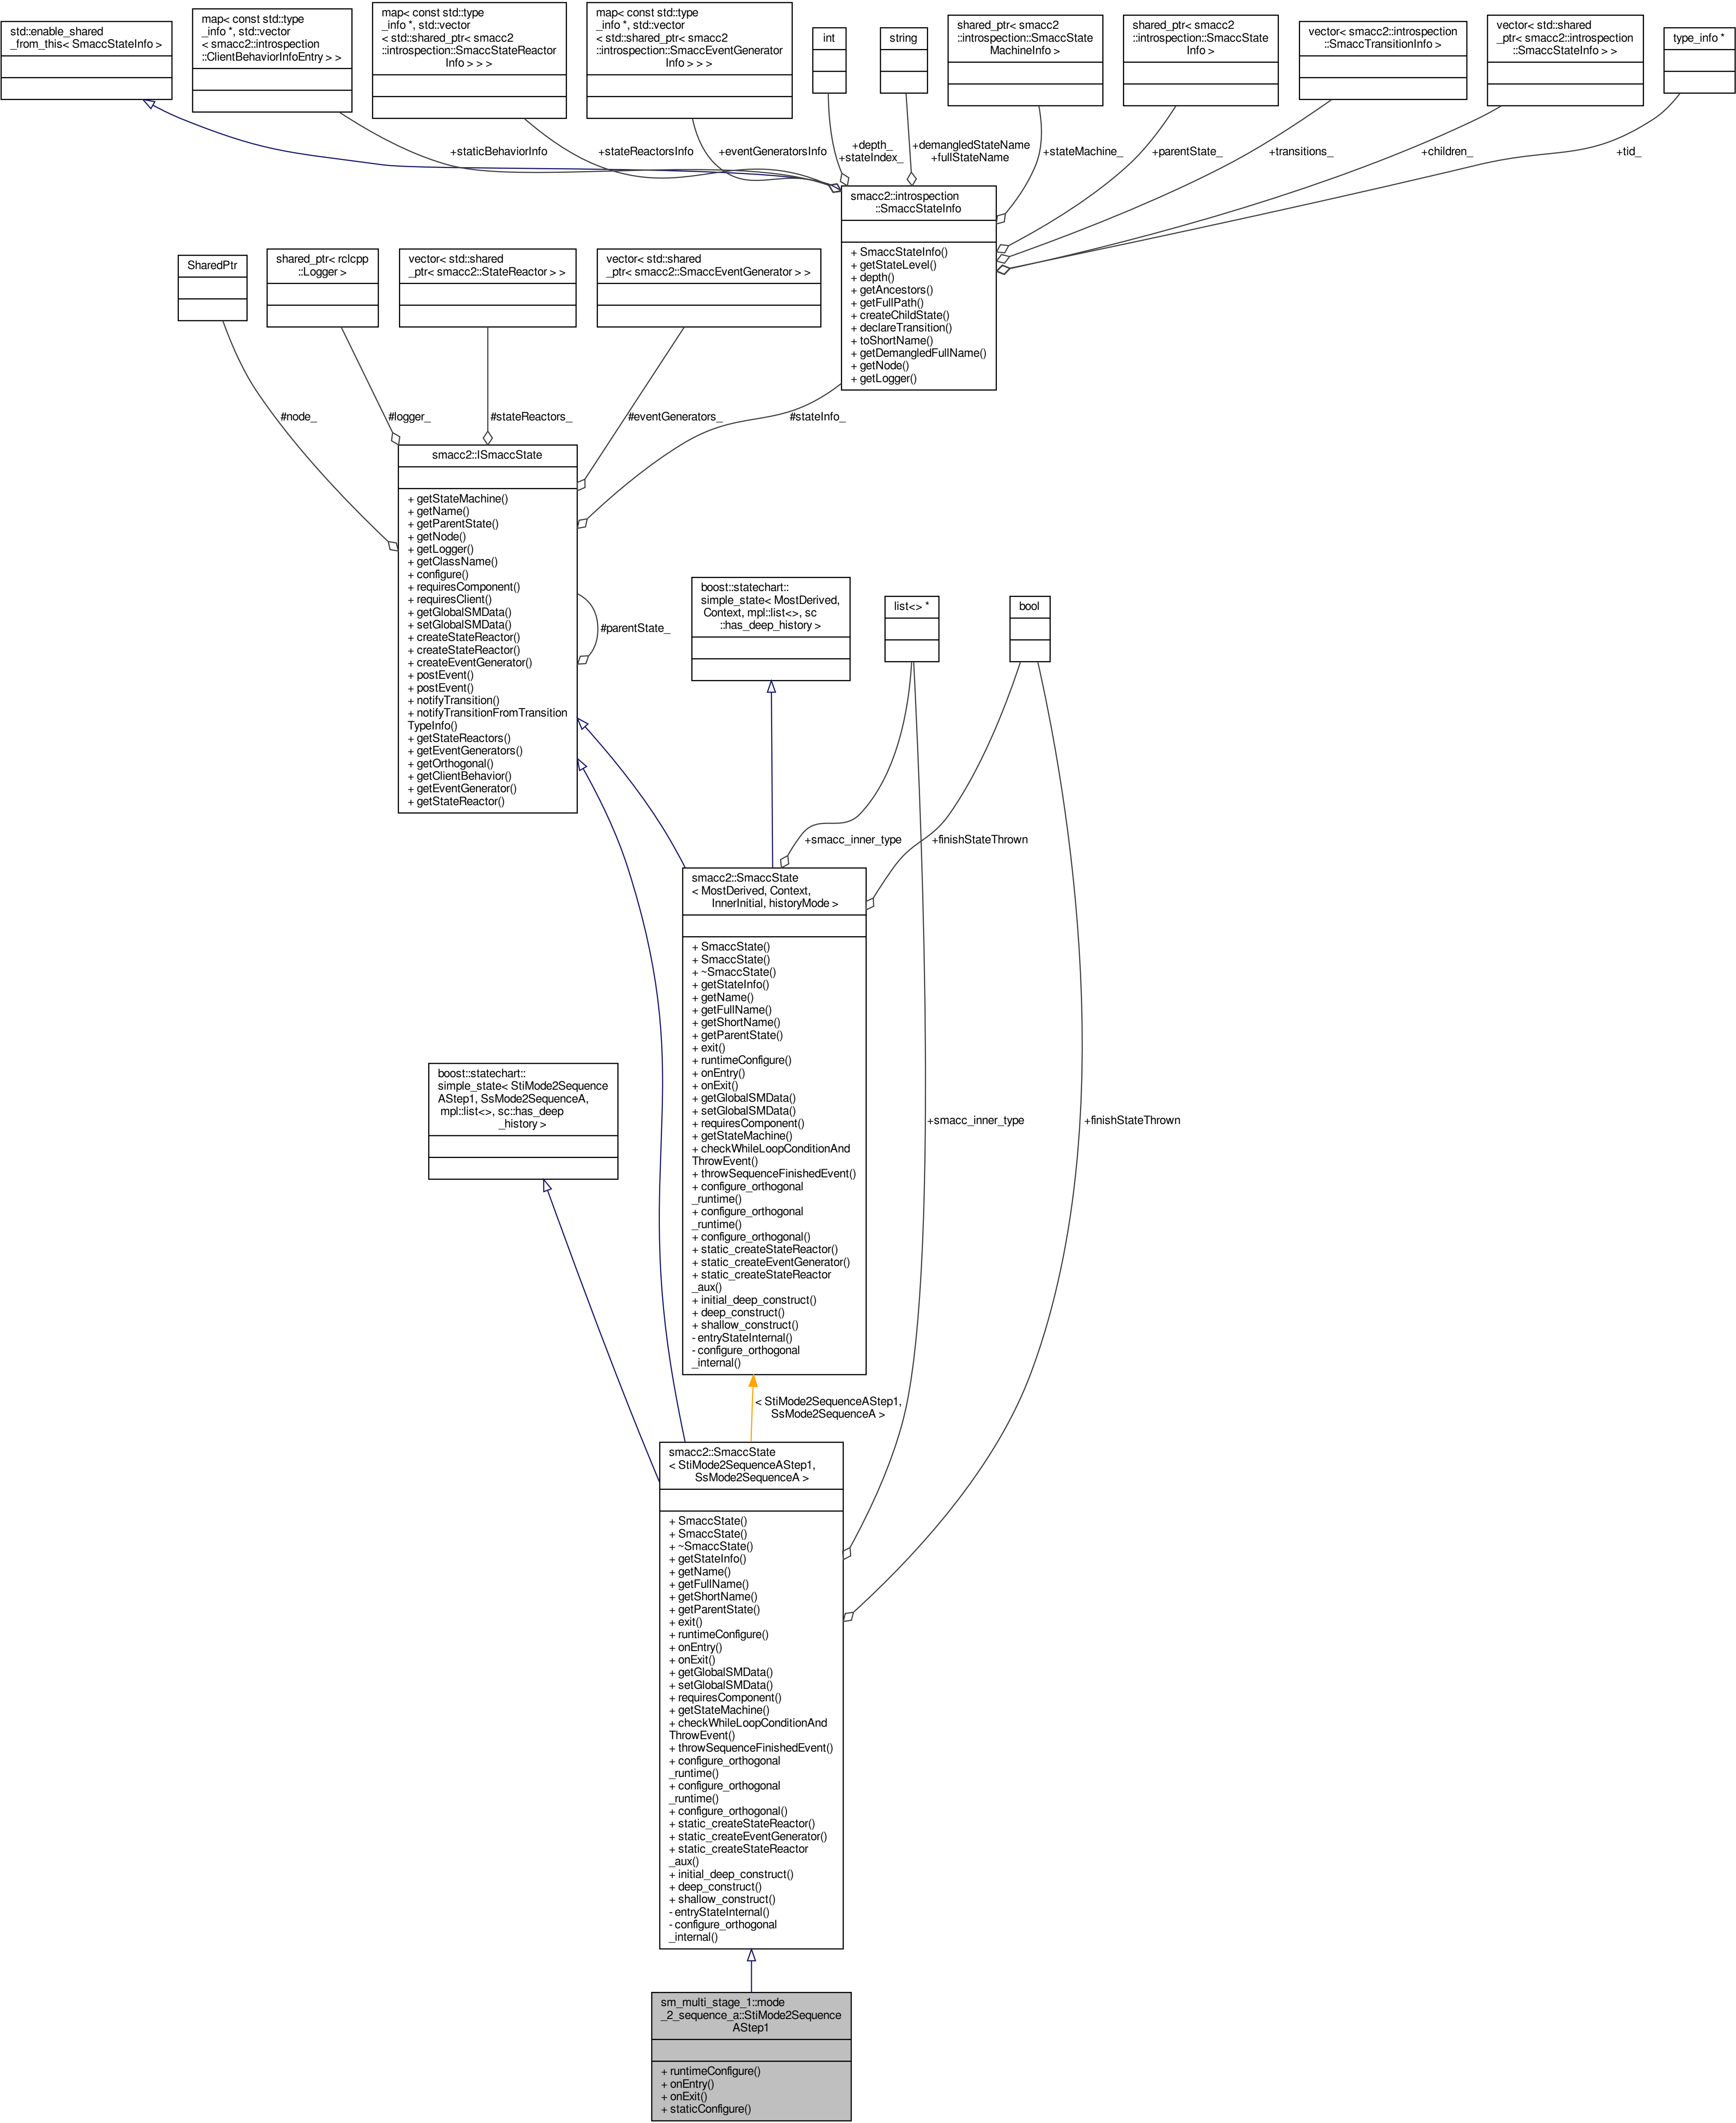 std::enable_shared
_from_this< SmaccStateInfo >
map< const std::type
_info *, std::vector
< smacc2::introspection
::ClientBehaviorInfoEntry > >
map< const std::type
_info *, std::vector
< std::shared_ptr< smacc2
::introspection::SmaccStateReactor
Info > > >
map< const std::type
_info *, std::vector
< std::shared_ptr< smacc2
::introspection::SmaccEventGenerator
Info > > >
int
string
shared_ptr< smacc2
::introspection::SmaccState
MachineInfo >
shared_ptr< smacc2
::introspection::SmaccState
Info >
vector< smacc2::introspection
::SmaccTransitionInfo >
vector< std::shared
_ptr< smacc2::introspection
::SmaccStateInfo > >
type_info *
+staticBehaviorInfo
+stateReactorsInfo
+eventGeneratorsInfo
+depth_
+stateIndex_
+demangledStateName
+fullStateName
+stateMachine_
+parentState_
+transitions_
+children_
+tid_
smacc2::introspection
::SmaccStateInfo
+ SmaccStateInfo()
+ getStateLevel()
+ depth()
+ getAncestors()
+ getFullPath()
+ createChildState()
+ declareTransition()
+ toShortName()
+ getDemangledFullName()
+ getNode()
+ getLogger()
SharedPtr
shared_ptr< rclcpp
::Logger >
vector< std::shared
_ptr< smacc2::StateReactor > >
vector< std::shared
_ptr< smacc2::SmaccEventGenerator > >
#node_
#logger_
#stateReactors_
#eventGenerators_
#stateInfo_
smacc2::ISmaccState
+ getStateMachine()
+ getName()
+ getParentState()
+ getNode()
+ getLogger()
+ getClassName()
+ configure()
+ requiresComponent()
+ requiresClient()
+ getGlobalSMData()
+ setGlobalSMData()
+ createStateReactor()
+ createStateReactor()
+ createEventGenerator()
+ postEvent()
+ postEvent()
+ notifyTransition()
+ notifyTransitionFromTransition
TypeInfo()
+ getStateReactors()
+ getEventGenerators()
+ getOrthogonal()
+ getClientBehavior()
+ getEventGenerator()
+ getStateReactor()
#parentState_
boost::statechart::
simple_state< MostDerived,
Context, mpl::list<>, sc
::has_deep_history >
list<> *
bool
+smacc_inner_type
+finishStateThrown
smacc2::SmaccState
< MostDerived, Context,
InnerInitial, historyMode >
+ SmaccState()
+ SmaccState()
+ ~SmaccState()
+ getStateInfo()
+ getName()
+ getFullName()
+ getShortName()
+ getParentState()
+ exit()
+ runtimeConfigure()
+ onEntry()
+ onExit()
+ getGlobalSMData()
+ setGlobalSMData()
+ requiresComponent()
+ getStateMachine()
+ checkWhileLoopConditionAnd
ThrowEvent()
+ throwSequenceFinishedEvent()
+ configure_orthogonal
_runtime()
+ configure_orthogonal
_runtime()
+ configure_orthogonal()
+ static_createStateReactor()
+ static_createEventGenerator()
+ static_createStateReactor
_aux()
+ initial_deep_construct()
+ deep_construct()
+ shallow_construct()
- entryStateInternal()
- configure_orthogonal
_internal()
boost::statechart::
simple_state< StiMode2Sequence
AStep1, SsMode2SequenceA,
mpl::list<>, sc::has_deep
_history >
+smacc_inner_type
+finishStateThrown
< StiMode2SequenceAStep1,
SsMode2SequenceA >
smacc2::SmaccState
< StiMode2SequenceAStep1,
SsMode2SequenceA >
+ SmaccState()
+ SmaccState()
+ ~SmaccState()
+ getStateInfo()
+ getName()
+ getFullName()
+ getShortName()
+ getParentState()
+ exit()
+ runtimeConfigure()
+ onEntry()
+ onExit()
+ getGlobalSMData()
+ setGlobalSMData()
+ requiresComponent()
+ getStateMachine()
+ checkWhileLoopConditionAnd
ThrowEvent()
+ throwSequenceFinishedEvent()
+ configure_orthogonal
_runtime()
+ configure_orthogonal
_runtime()
+ configure_orthogonal()
+ static_createStateReactor()
+ static_createEventGenerator()
+ static_createStateReactor
_aux()
+ initial_deep_construct()
+ deep_construct()
+ shallow_construct()
- entryStateInternal()
- configure_orthogonal
_internal()
sm_multi_stage_1::mode
_2_sequence_a::StiMode2Sequence
AStep1
+ runtimeConfigure()
+ onEntry()
+ onExit()
+ staticConfigure()